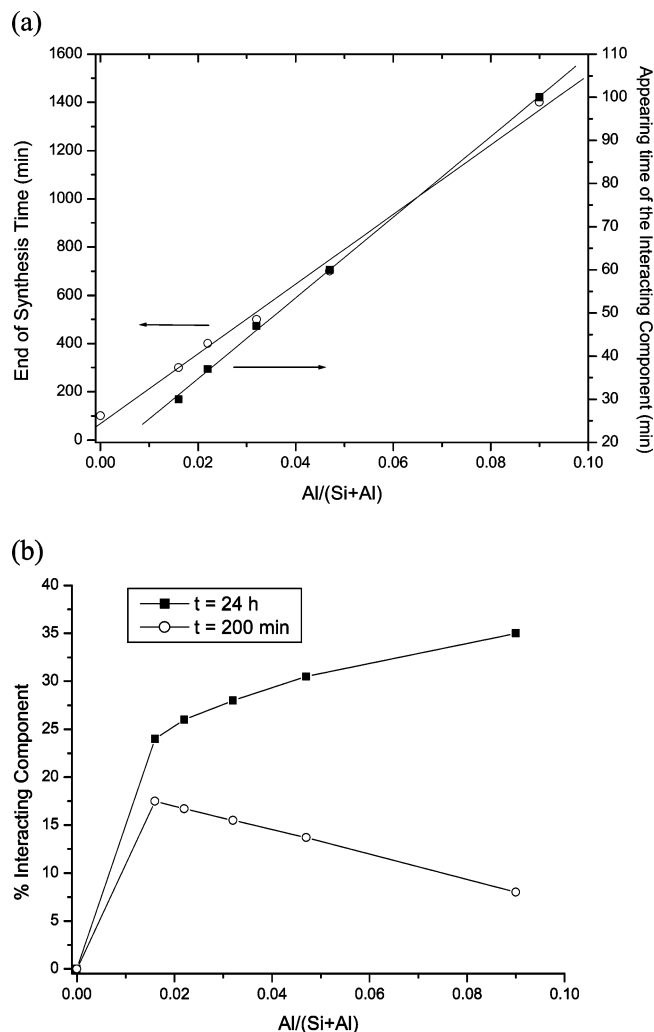 (a)
1600
1400
1200
1000
800
600
400
200
0
End of Synthesis Time (min)
110
100
90
80
70
60
50
40
30
20
Appearing time of the Interacting Component (min)
0.00 0.02 0.04 0.06 0.08 0.10
Al/(Si+Al)
(b)
40
35
30
25
20
15
10
5
0
% Interacting Component
t = 24 h
t = 200 min
0.00 0.02 0.04 0.06 0.08 0.10
Al/(Si+Al)